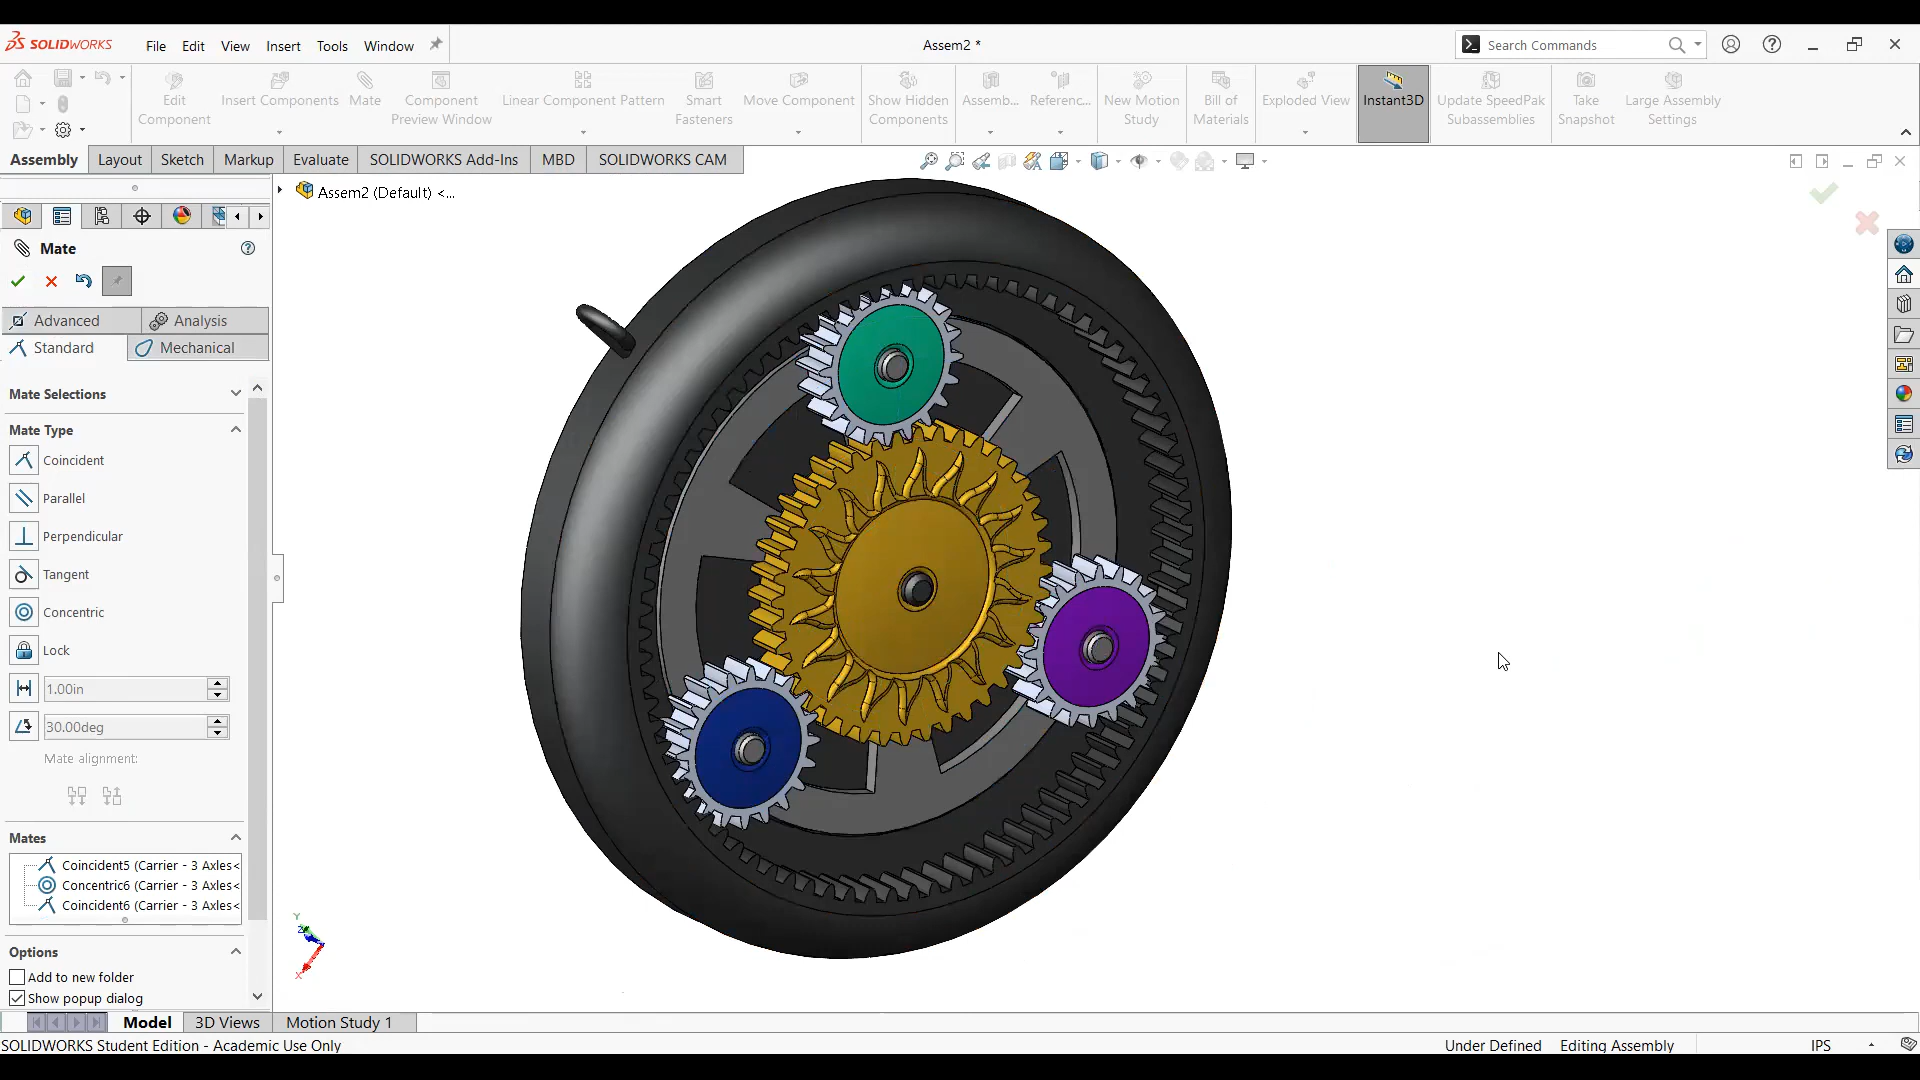 SOLIDWORKS File Edit View Insert Tools Window Assem2 * Search Commands
Edit Component
Insert Components
Mate
Component Preview Window
Linear Component Pattern
Smart Fasteners
Move Component
Show Hidden Components
Assemb...
Referenc...
New Motion Study
Bill of Materials
Exploded View
Instant3D
Update SpeedPak Subassemblies
Take Snapshot
Large Assembly Settings
Assembly Layout Sketch Markup Evaluate SOLIDWORKS Add-Ins MBD SOLIDWORKS CAM
Assem2 (Default) <...
Mate
Advanced Analysis
Standard Mechanical
Mate Selections
Mate Type
Coincident
Parallel
Perpendicular
Tangent
Concentric
Lock
1.00in
30.00deg
Mate alignment:
Mates
Coincident5 (Carrier - 3 Axles<
Concentric6 (Carrier - 3 Axles<
Coincident6 (Carrier - 3 Axles<
Options
Add to new folder
Show popup dialog
Y
Z
X
Model 3D Views Motion Study 1
SOLIDWORKS Student Edition - Academic Use Only Under Defined Editing Assembly IPS